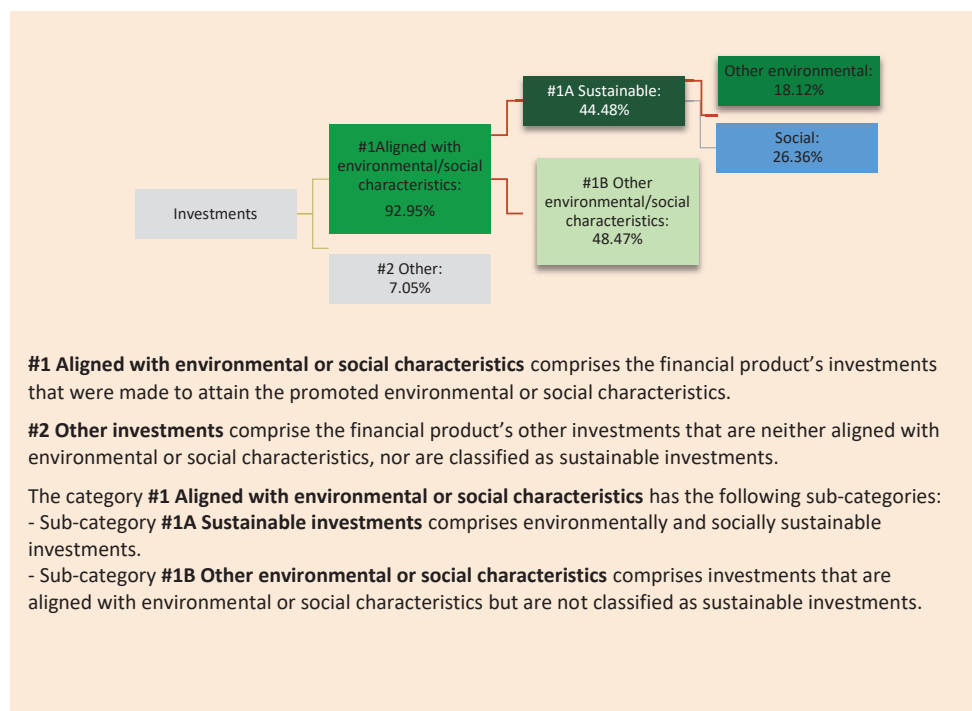 Other environmental:
18.12%
#1A Sustainable:
44.48%
Social:
26.36%
#1Aligned with
environmental/social
characteristics:
92.95%
#1B Other
environmental/social
characteristics:
48.47%
Investments
#2 Other:
7.05%
#1 Aligned with environmental or social characteristics comprises the financial product’s investments
that were made to attain the promoted environmental or social characteristics.
#2 Other investments comprise the financial product’s other investments that are neither aligned with
environmental or social characteristics, nor are classified as sustainable investments.
The category #1 Aligned with environmental or social characteristics has the following sub-categories:
- Sub-category #1A Sustainable investments comprises environmentally and socially sustainable
investments.
- Sub-category #1B Other environmental or social characteristics comprises investments that are
aligned with environmental or social characteristics but are not classified as sustainable investments.